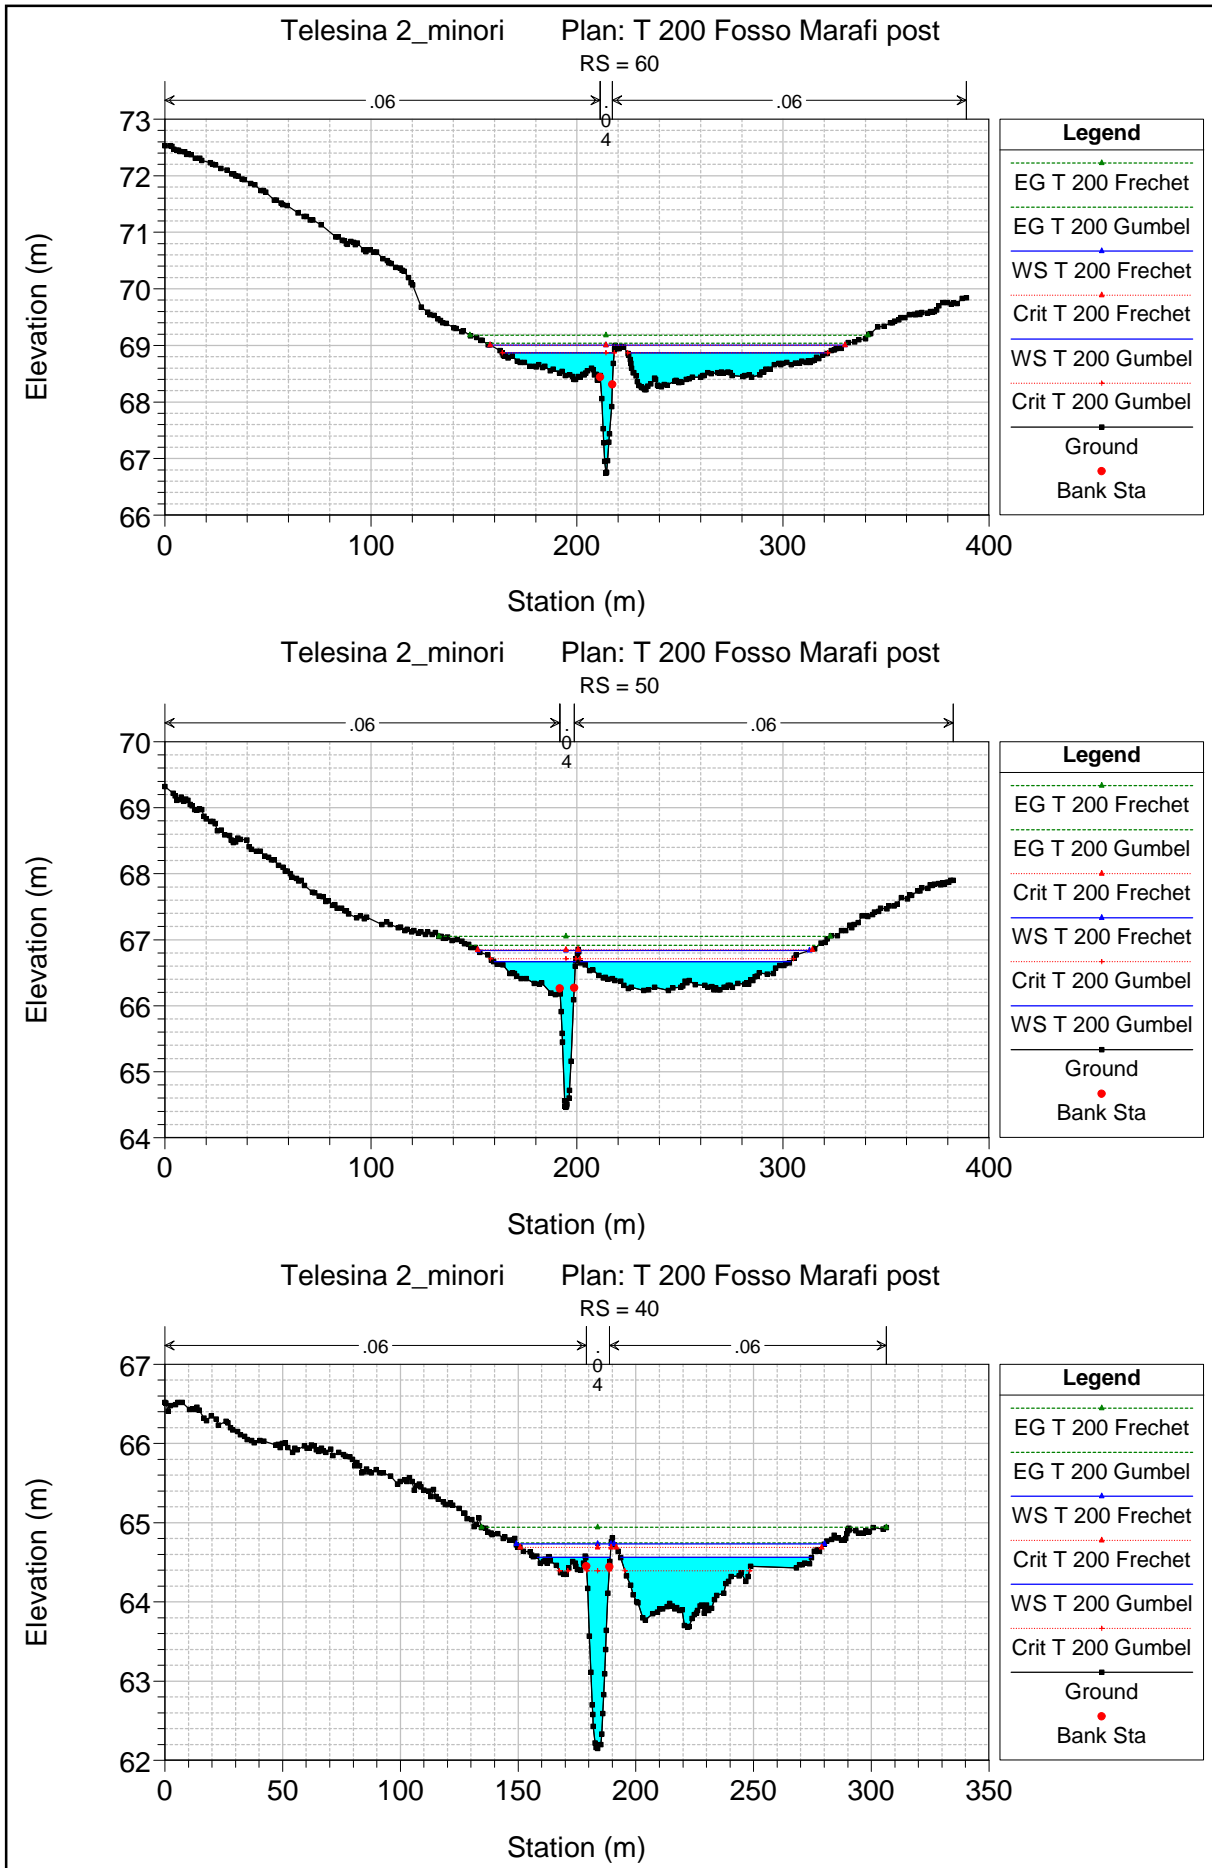 Telesina 2_minori Plan: T 200 Fosso Marafi post
RS = 60
.06 .04 .06
73
72
71
70
69
68
67
66
0 100 200 300 400
Elevation (m)
Station (m)
Legend
EG T 200 Frechet
EG T 200 Gumbel
WS T 200 Frechet
Crit T 200 Frechet
WS T 200 Gumbel
Crit T 200 Gumbel
Ground
Bank Sta
Telesina 2_minori Plan: T 200 Fosso Marafi post
RS = 50
.06 .04 .06
70
69
68
67
66
65
64
0 100 200 300 400
Elevation (m)
Station (m)
Legend
EG T 200 Frechet
EG T 200 Gumbel
Crit T 200 Frechet
WS T 200 Frechet
Crit T 200 Gumbel
WS T 200 Gumbel
Ground
Bank Sta
Telesina 2_minori Plan: T 200 Fosso Marafi post
RS = 40
.06 .04 .06
67
66
65
64
63
62
0 50 100 150 200 250 300 350
Elevation (m)
Station (m)
Legend
EG T 200 Frechet
EG T 200 Gumbel
WS T 200 Frechet
Crit T 200 Frechet
WS T 200 Gumbel
Crit T 200 Gumbel
Ground
Bank Sta